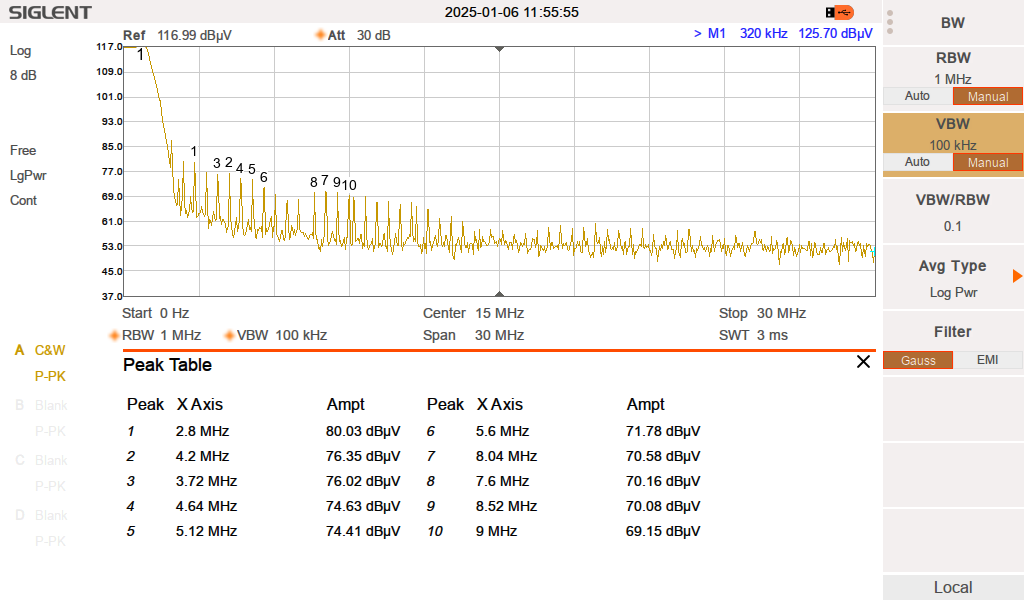 SIGLENT 2025-01-06 11:55:55
Ref 116.99 dBµV Att 30 dB > M1 320 kHz 125.70 dBµV
Log
8 dB
Free
LgPwr
Cont
117.0
109.0
101.0
93.0
85.0
77.0
69.0
61.0
53.0
45.0
37.0
1
1 3 2 4 5 6 8 7 9 10
Start 0 Hz Center 15 MHz Stop 30 MHz
RBW 1 MHz VBW 100 kHz Span 30 MHz SWT 3 ms
A C&W
P-PK
B Blank
P-PK
C Blank
P-PK
D Blank
P-PK
Peak Table
Peak X Axis Ampt Peak X Axis Ampt
1 2.8 MHz 80.03 dBµV 6 5.6 MHz 71.78 dBµV
2 4.2 MHz 76.35 dBµV 7 8.04 MHz 70.58 dBµV
3 3.72 MHz 76.02 dBµV 8 7.6 MHz 70.16 dBµV
4 4.64 MHz 74.63 dBµV 9 8.52 MHz 70.08 dBµV
5 5.12 MHz 74.41 dBµV 10 9 MHz 69.15 dBµV
BW
RBW
1 MHz
Auto Manual
VBW
100 kHz
Auto Manual
VBW/RBW
0.1
Avg Type
Log Pwr
Filter
Gauss EMI
Local